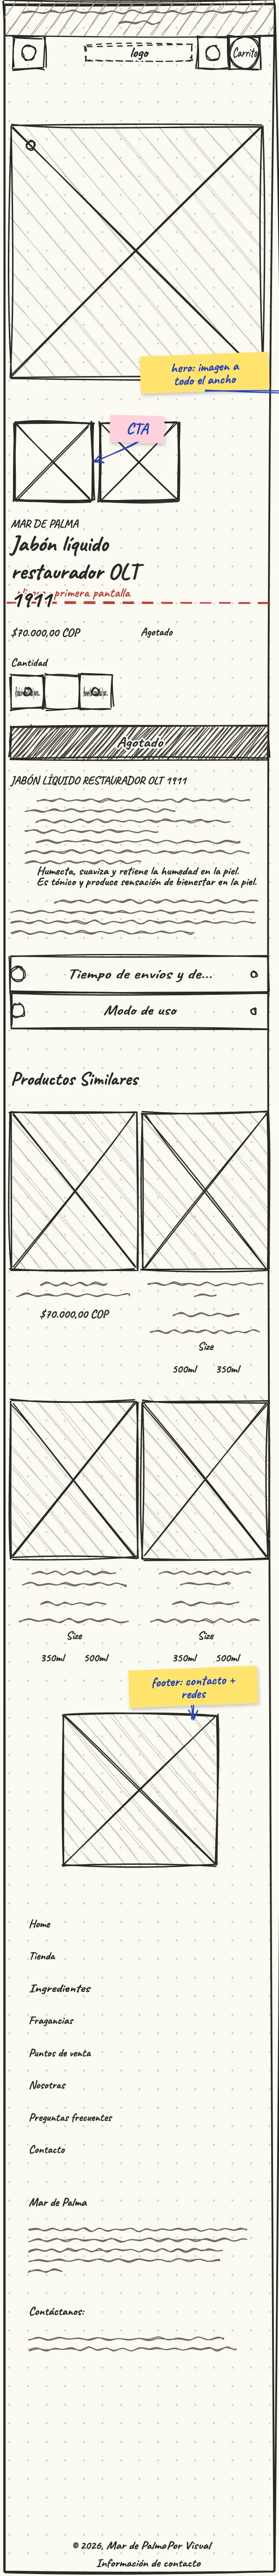 logo
Carrito
hero: imagen a
todo el ancho
CTA
MAR DE PALMA
Jabón líquido
restaurador OLT
1911
primera pantalla
$70.000,00 COP
Agotado
Cantidad
Agotado
JABÓN LÍQUIDO RESTAURADOR OLT 1911
Humecta, suaviza y retiene la humedad en la piel.
Es tónico y produce sensación de bienestar en la piel.
Tiempo de envíos y de...
Modo de uso
Productos Similares
$70.000,00 COP
Size
500ml 350ml
Size
350ml 500ml
Size
350ml 500ml
footer: contacto +
redes
Home
Tienda
Ingredientes
Fragancias
Puntos de venta
Nosotras
Preguntas frecuentes
Contacto
Mar de Palma
Contáctanos:
© 2026, Mar de PalmaPor Visual
Información de contacto